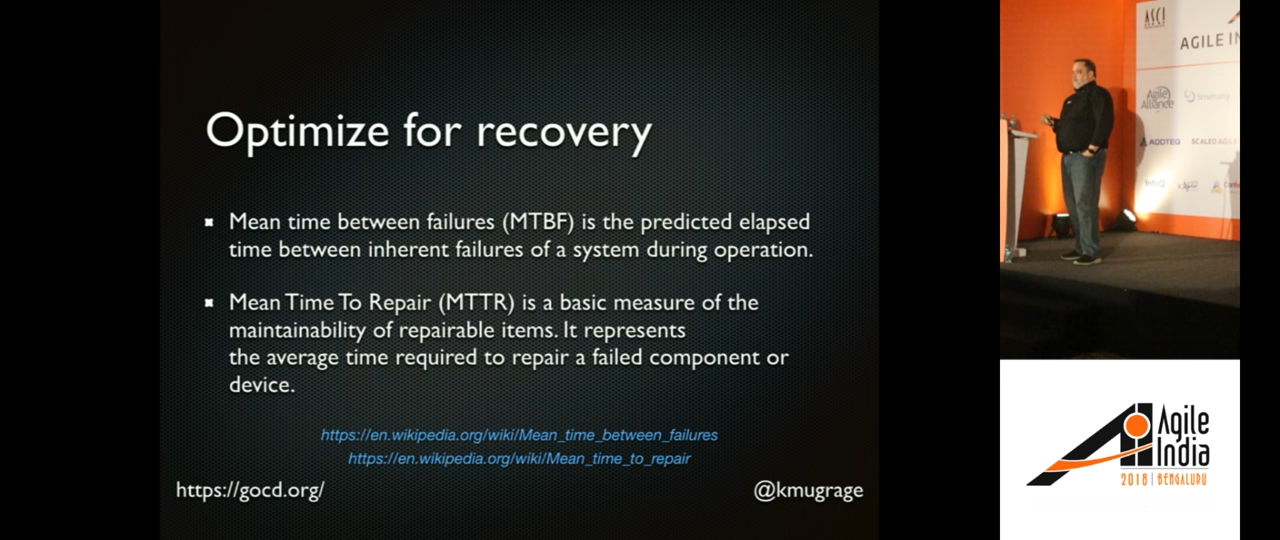 Optimize for recovery
Mean time between failures (MTBF) is the predicted elapsed
time between inherent failures of a system during operation.
Mean Time To Repair (MTTR) is a basic measure of the
maintainability of repairable items. It represents
the average time required to repair a failed component or
device.
https://en.wikipedia.org/wiki/Mean_time_between_failures
https://en.wikipedia.org/wiki/Mean_time_to_repair
https://gocd.org/
@kmugrage
ASCI
AGILE IN
Agile
Alliance
Scrum.org
ADDTEQ
SCALED AGILE
InfoQ
Agile
India
2018 | BENGALURU